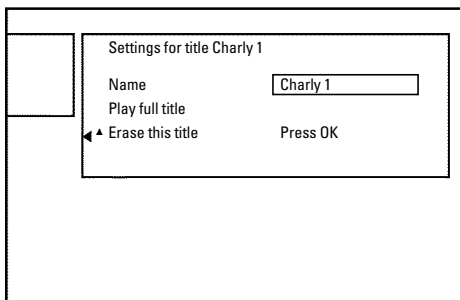 Settings for title Charly 1
Name Charly 1
Play full title
Erase this title Press OK